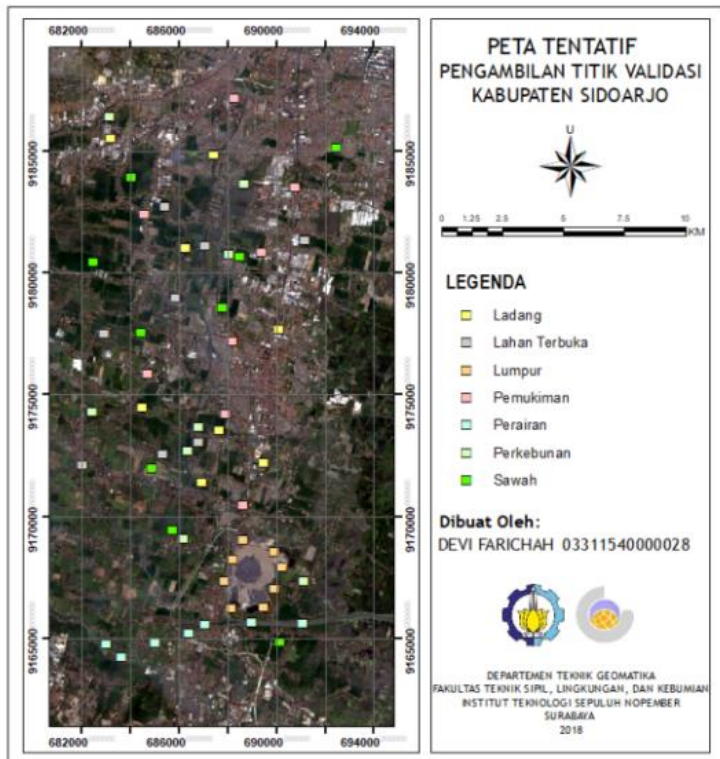 682000 686000 690000 694000
9185000
9180000
9175000
9170000
9165000
9185000
9180000
9175000
9170000
9165000
682000 686000 690000 694000
PETA TENTATIF
PENGAMBILAN TITIK VALIDASI
KABUPATEN SIDOARJO
U
0 1.25 2.5 5 7.5 10
KM
LEGENDA
Ladang
Lahan Terbuka
Lumpur
Pemukiman
Perairan
Perkebunan
Sawah
Dibuat Oleh:
DEVI FARICHAH 03311540000028
DEPARTEMEN TEKNIK GEOMATIKA
FAKULTAS TEKNIK SIPIL, LINGKUNGAN, DAN KEBUMIAN
INSTITUT TEKNOLOGI SEPULUH NOPEMBER
SURABAYA
2018